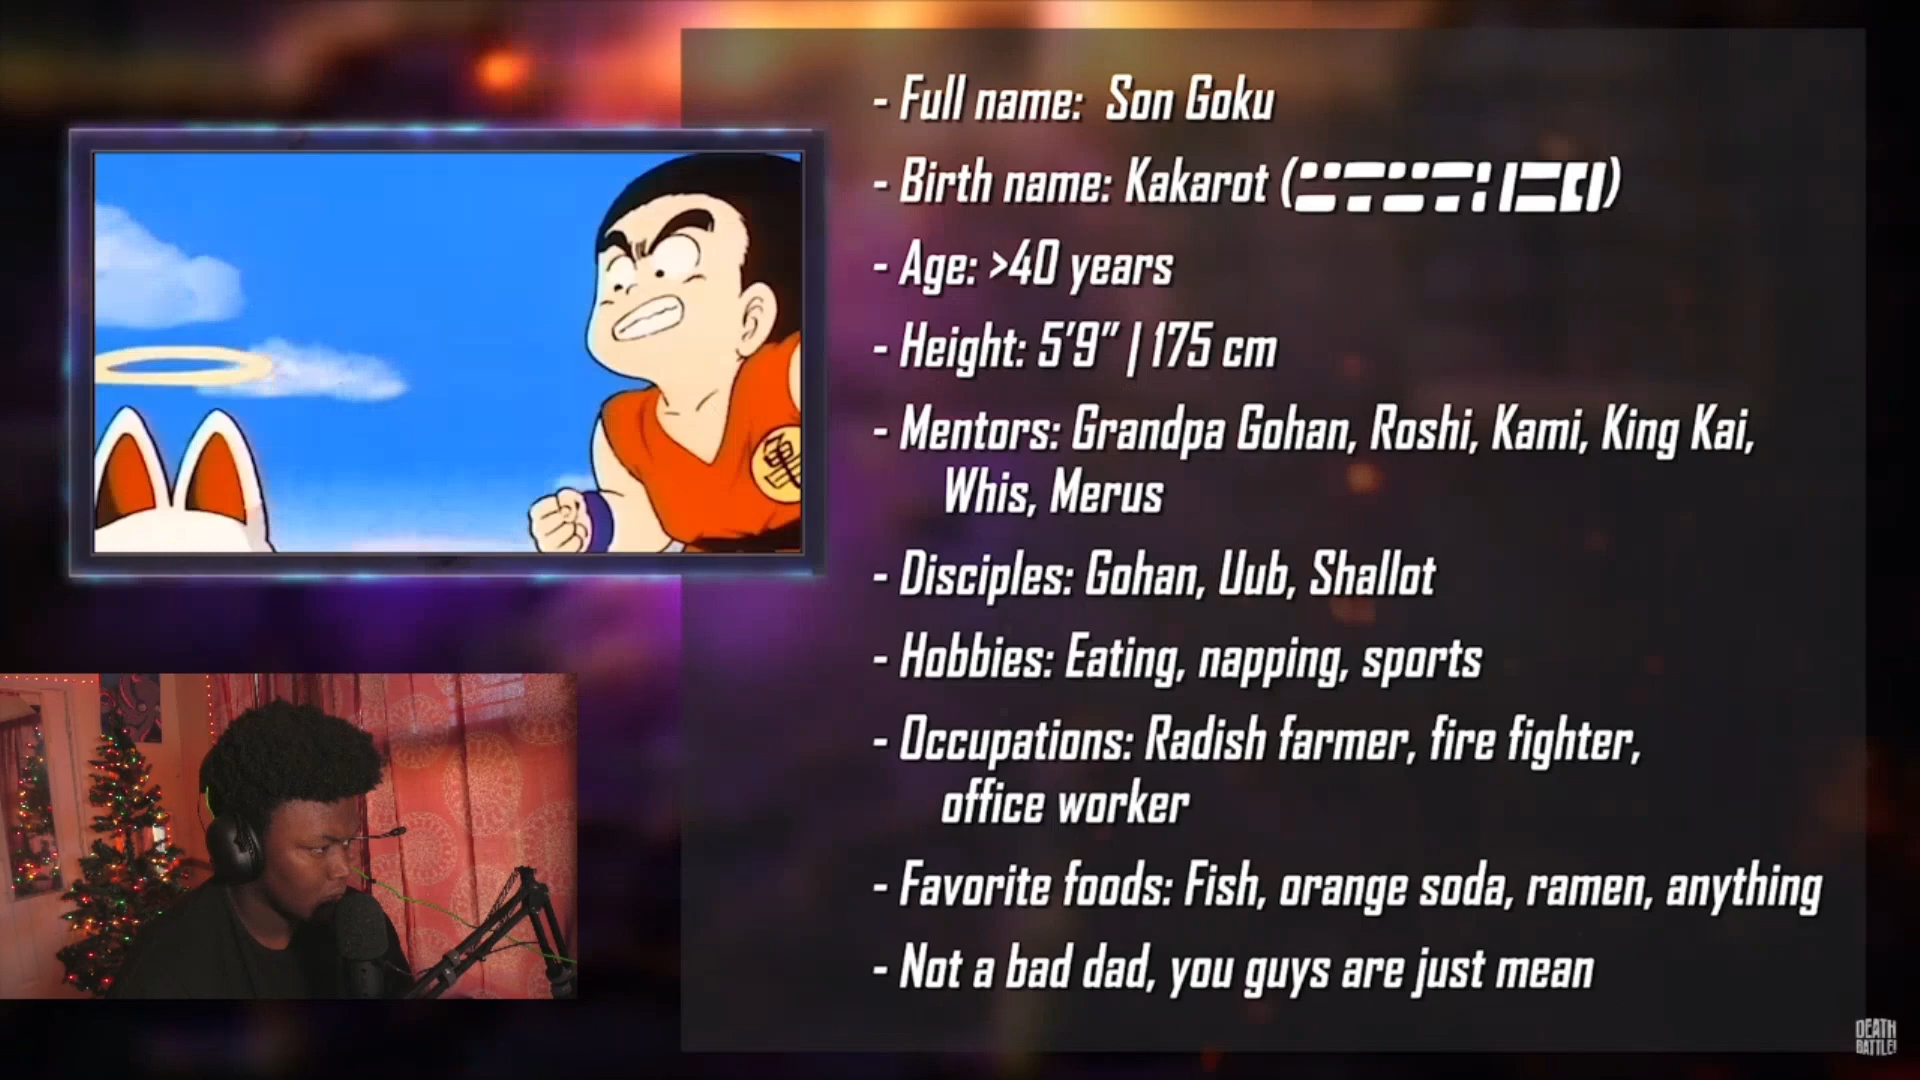 - Full name: Son Goku
- Birth name: Kakarot ()
- Age: >40 years
- Height: 5'9" | 175 cm
- Mentors: Grandpa Gohan, Roshi, Kami, King Kai,
Whis, Merus
- Disciples: Gohan, Uub, Shallot
- Hobbies: Eating, napping, sports
- Occupations: Radish farmer, fire fighter,
office worker
- Favorite foods: Fish, orange soda, ramen, anything
- Not a bad dad, you guys are just mean
亀
DEATH
BATTLE!